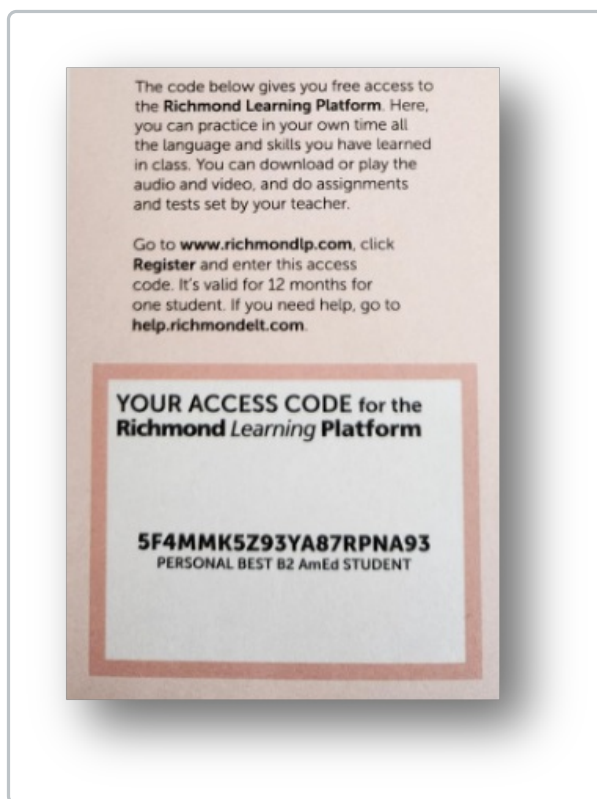 The code below gives you free access to
the Richmond Learning Platform. Here,
you can practice in your own time all
the language and skills you have learned
in class. You can download or play the
audio and video, and do assignments
and tests set by your teacher.
Go to www.richmondlp.com, click
Register and enter this access
code. It's valid for 12 months for
one student. If you need help, go to
help.richmondelt.com.
YOUR ACCESS CODE for the
Richmond Learning Platform
5F4MMK5Z93YA87RPNA93
PERSONAL BEST B2 AmEd STUDENT